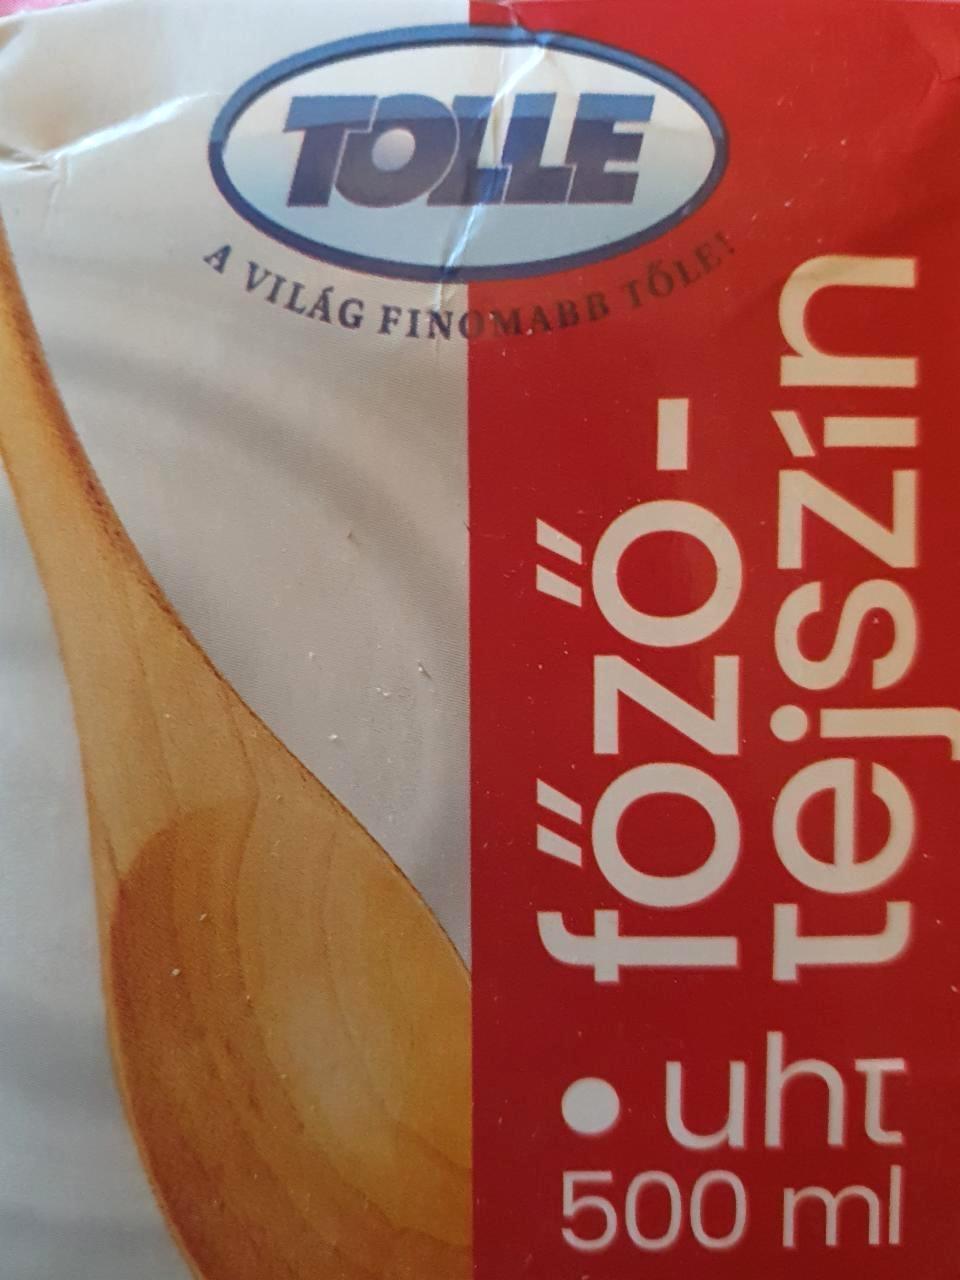 TOLLE
A VILÁG FINOMABB TŐLE!
főző-
tejszín
• uht
500 ml